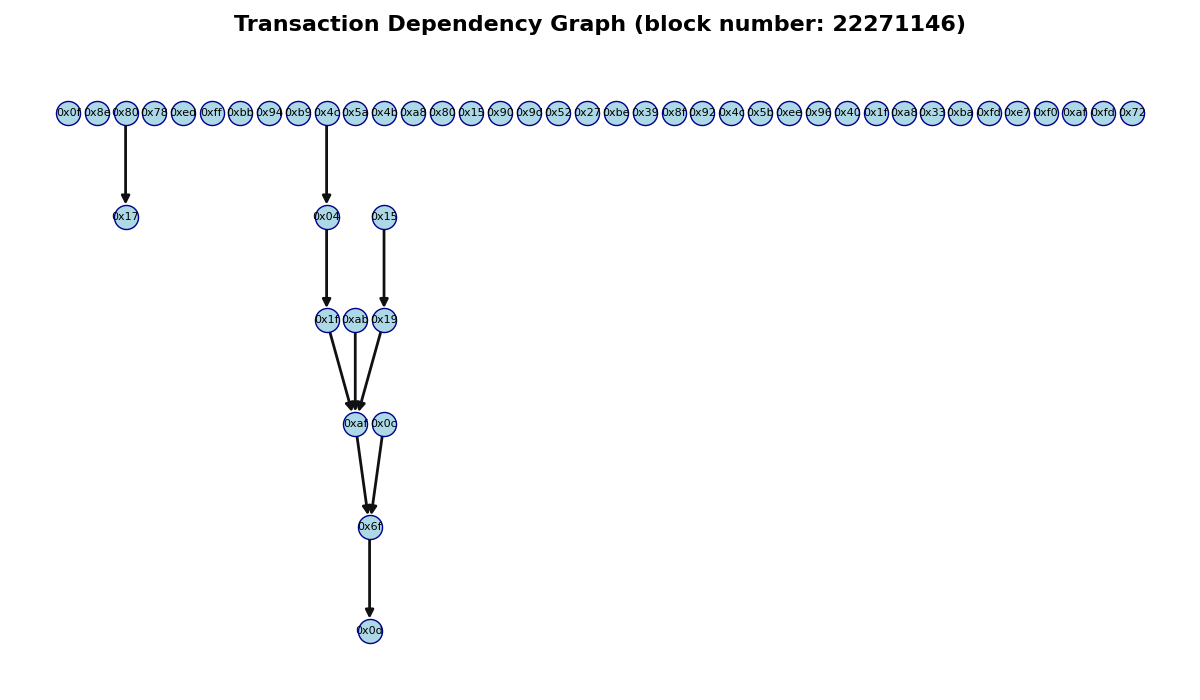 Transaction Dependency Graph (block number: 22271146)
0x0f 0x8e 0x80 0x78 0xed 0xff 0xbb 0x94 0xb9 0x4c 0x5a 0x4b 0xa8 0x80 0x15 0x90 0x9c 0x52 0x27 0xbe 0x39 0x8f 0x92 0x4c 0x5b 0xee 0x96 0x40 0x1f 0xa8 0x33 0xba 0xfd 0xe7 0xf0 0xaf 0xfd 0x72
0x17 0x04 0x15
0x1f 0xab 0x19
0xaf 0x0c
0x6f